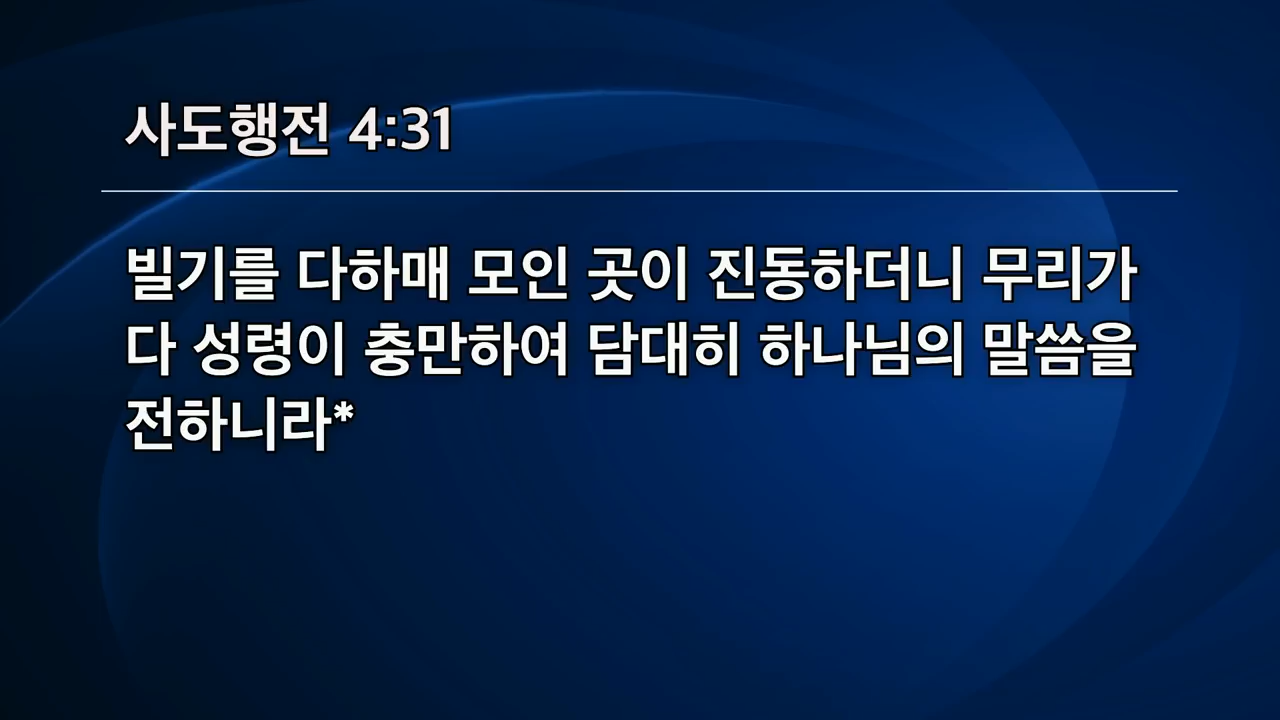 사도행전 4:31
빌기를 다하매 모인 곳이 진동하더니 무리가
다 성령이 충만하여 담대히 하나님의 말씀을
전하니라*